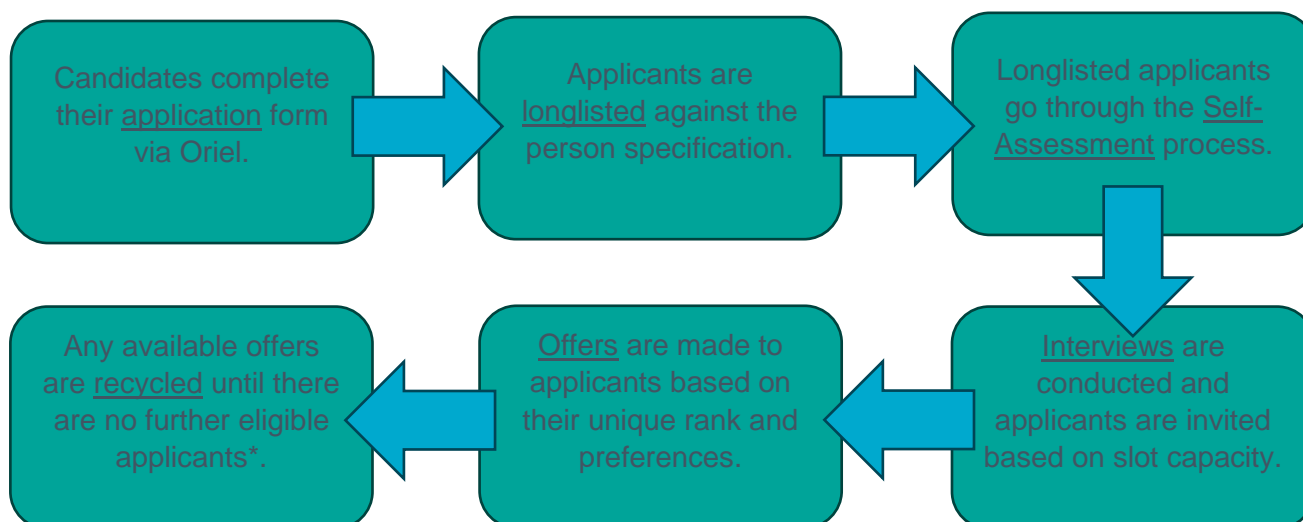 Candidates complete
their application form
via Oriel.
Applicants are
longlisted against the
person specification.
Longlisted applicants
go through the Self-
Assessment process.
Interviews are
conducted and
applicants are invited
based on slot capacity.
Offers are made to
applicants based on
their unique rank and
preferences.
Any available offers
are recycled until there
are no further eligible
applicants*.